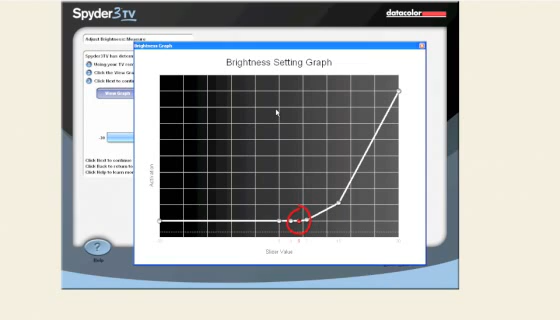 Spyder3TV
datacolor
Adjust Brightness: Measure
Brightness Graph
Spyder3TV has determ
Using your TV rem
Click the View Gra
Click Next to contin
View Graph
Brightness Setting Graph
Activation
Slider Value
Click Next to continue
Click Back to return to
Click Help to learn mor
Help